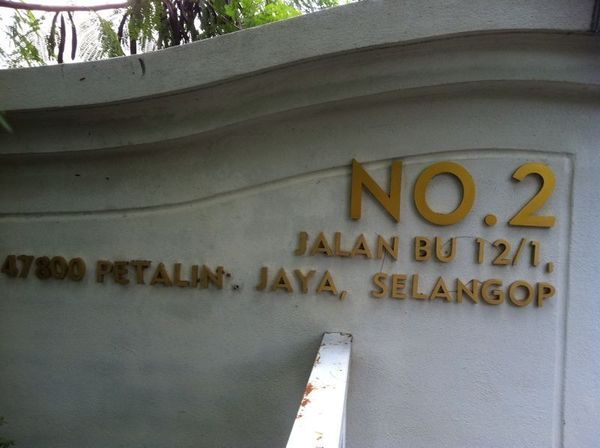 NO.2
JALAN BU 12/1,
47800 PETALIN JAYA, SELANGOP